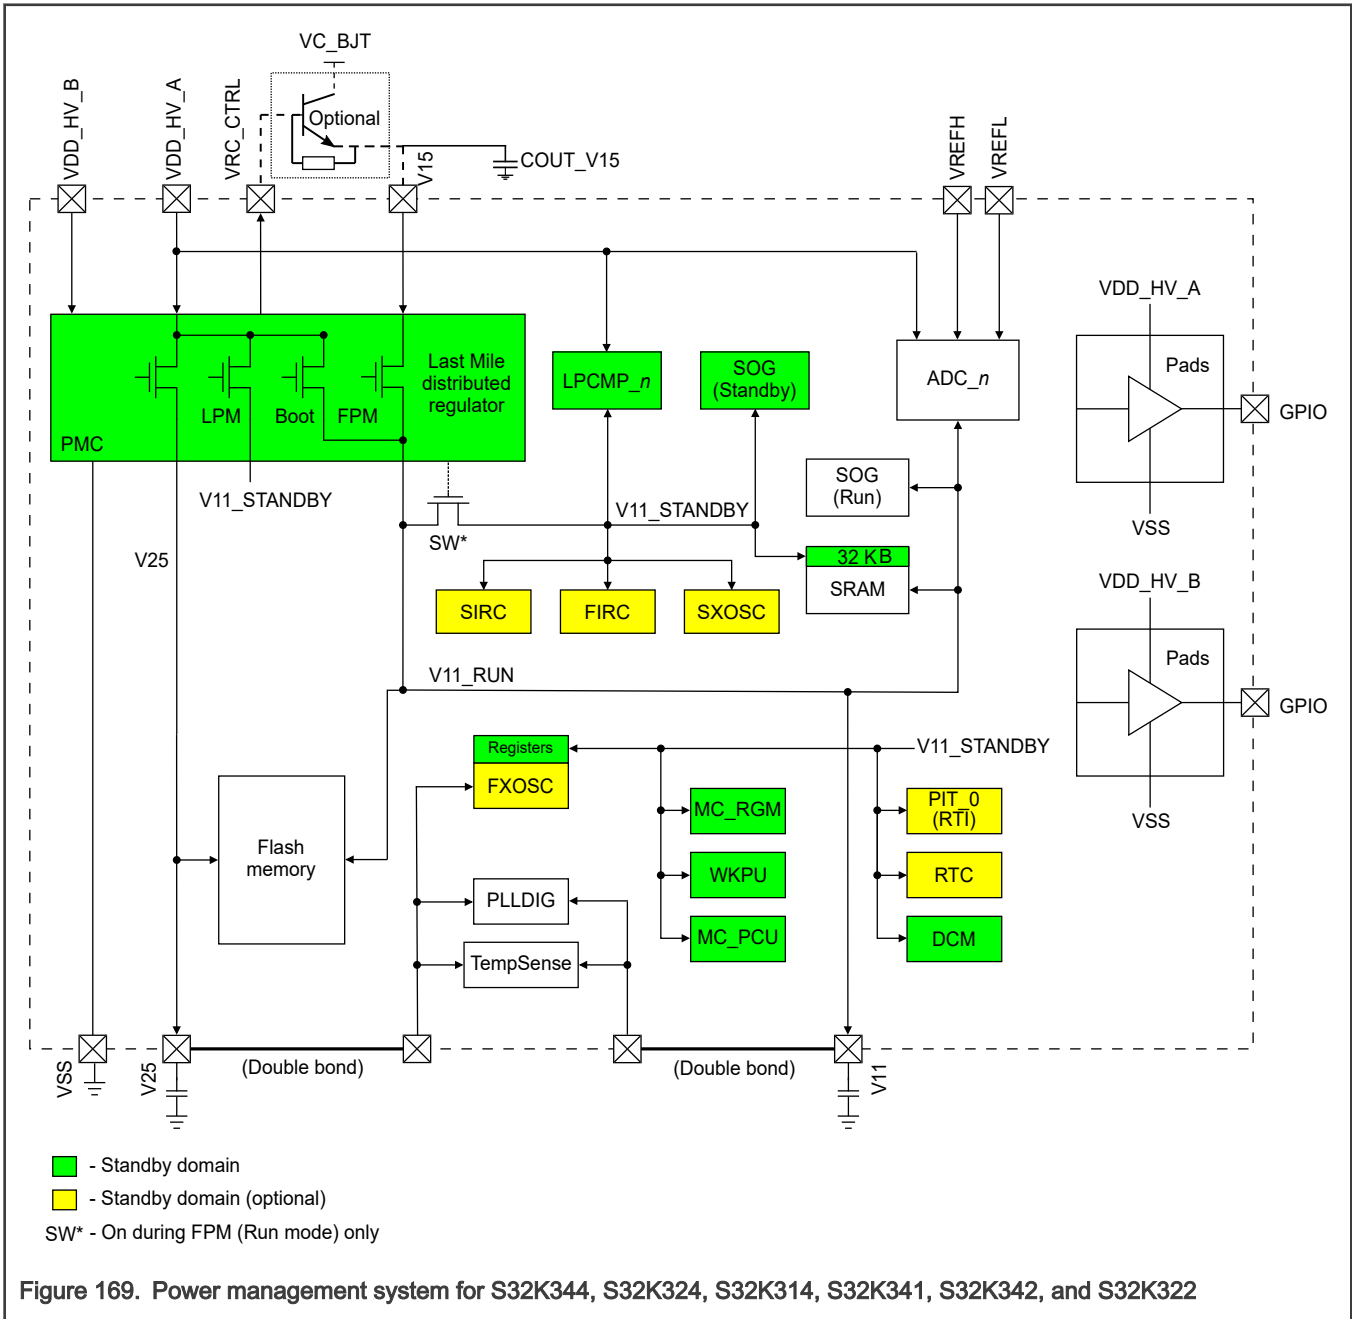 VC_BJT
VDD_HV_B
VDD_HV_A
VRC_CTRL
Optional
V15
COUT_V15
VREFH
VREFL
VDD_HV_A
Pads
GPIO
VSS
Last Mile
distributed
regulator
LPM
Boot
FPM
PMC
LPCMP_n
SOG
(Standby)
ADC_n
V11_STANDBY
SW*
V11_STANDBY
SOG
(Run)
32 KB
SRAM
V25
SIRC
FIRC
SXOSC
VDD_HV_B
Pads
GPIO
VSS
V11_RUN
Registers
FXOSC
V11_STANDBY
MC_RGM
PIT_0
(RTI)
Flash
memory
WKPU
RTC
PLLDIG
MC_PCU
DCM
TempSense
VSS
V25
(Double bond)
(Double bond)
V11
- Standby domain
- Standby domain (optional)
SW* - On during FPM (Run mode) only
Figure 169. Power management system for S32K344, S32K324, S32K314, S32K341, S32K342, and S32K322